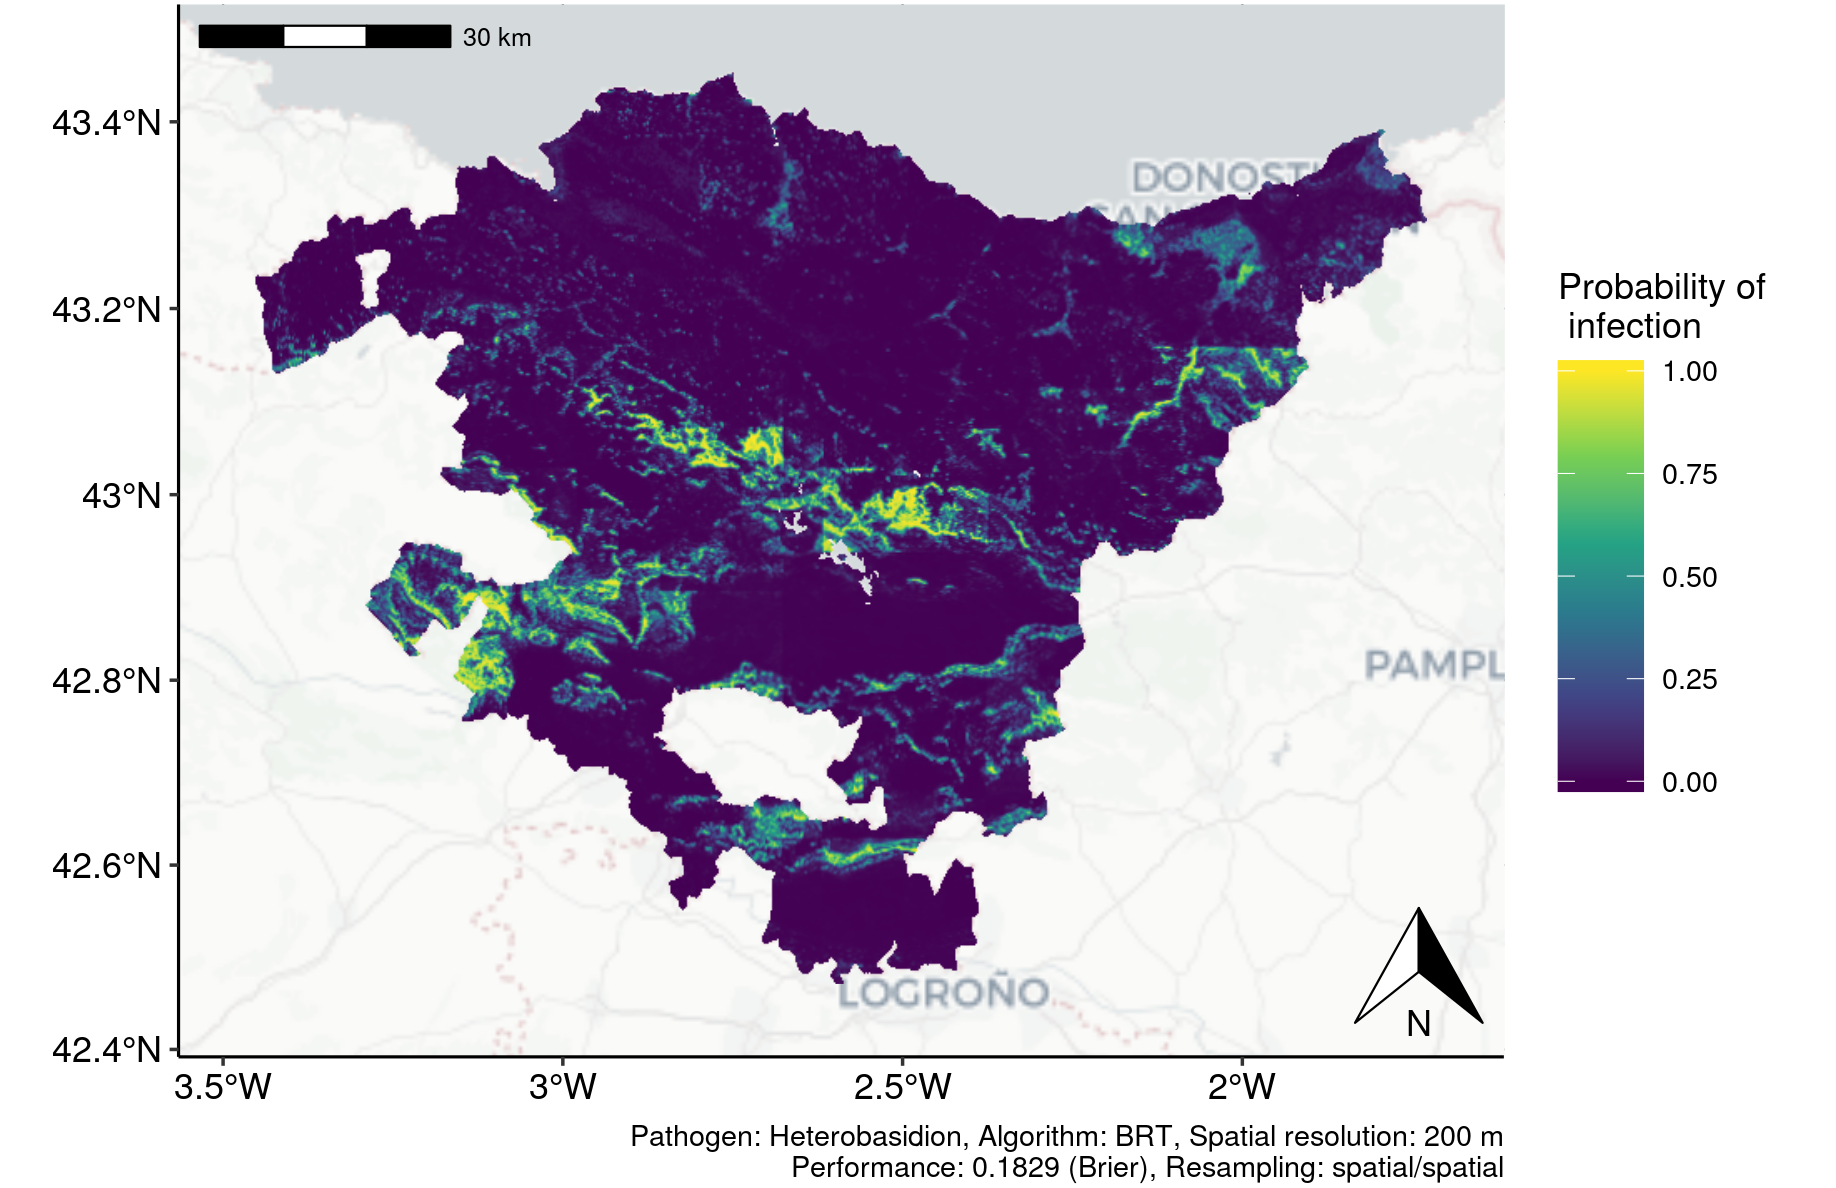 30 km
43.4°N
43.2°N
43°N
42.8°N
42.6°N
42.4°N
3.5°W
3°W
2.5°W
2°W
DONOSTI
SAN
PAMPL
LOGROÑO
N
Probability of
infection
1.00
0.75
0.50
0.25
0.00
Pathogen: Heterobasidion, Algorithm: BRT, Spatial resolution: 200 m
Performance: 0.1829 (Brier), Resampling: spatial/spatial